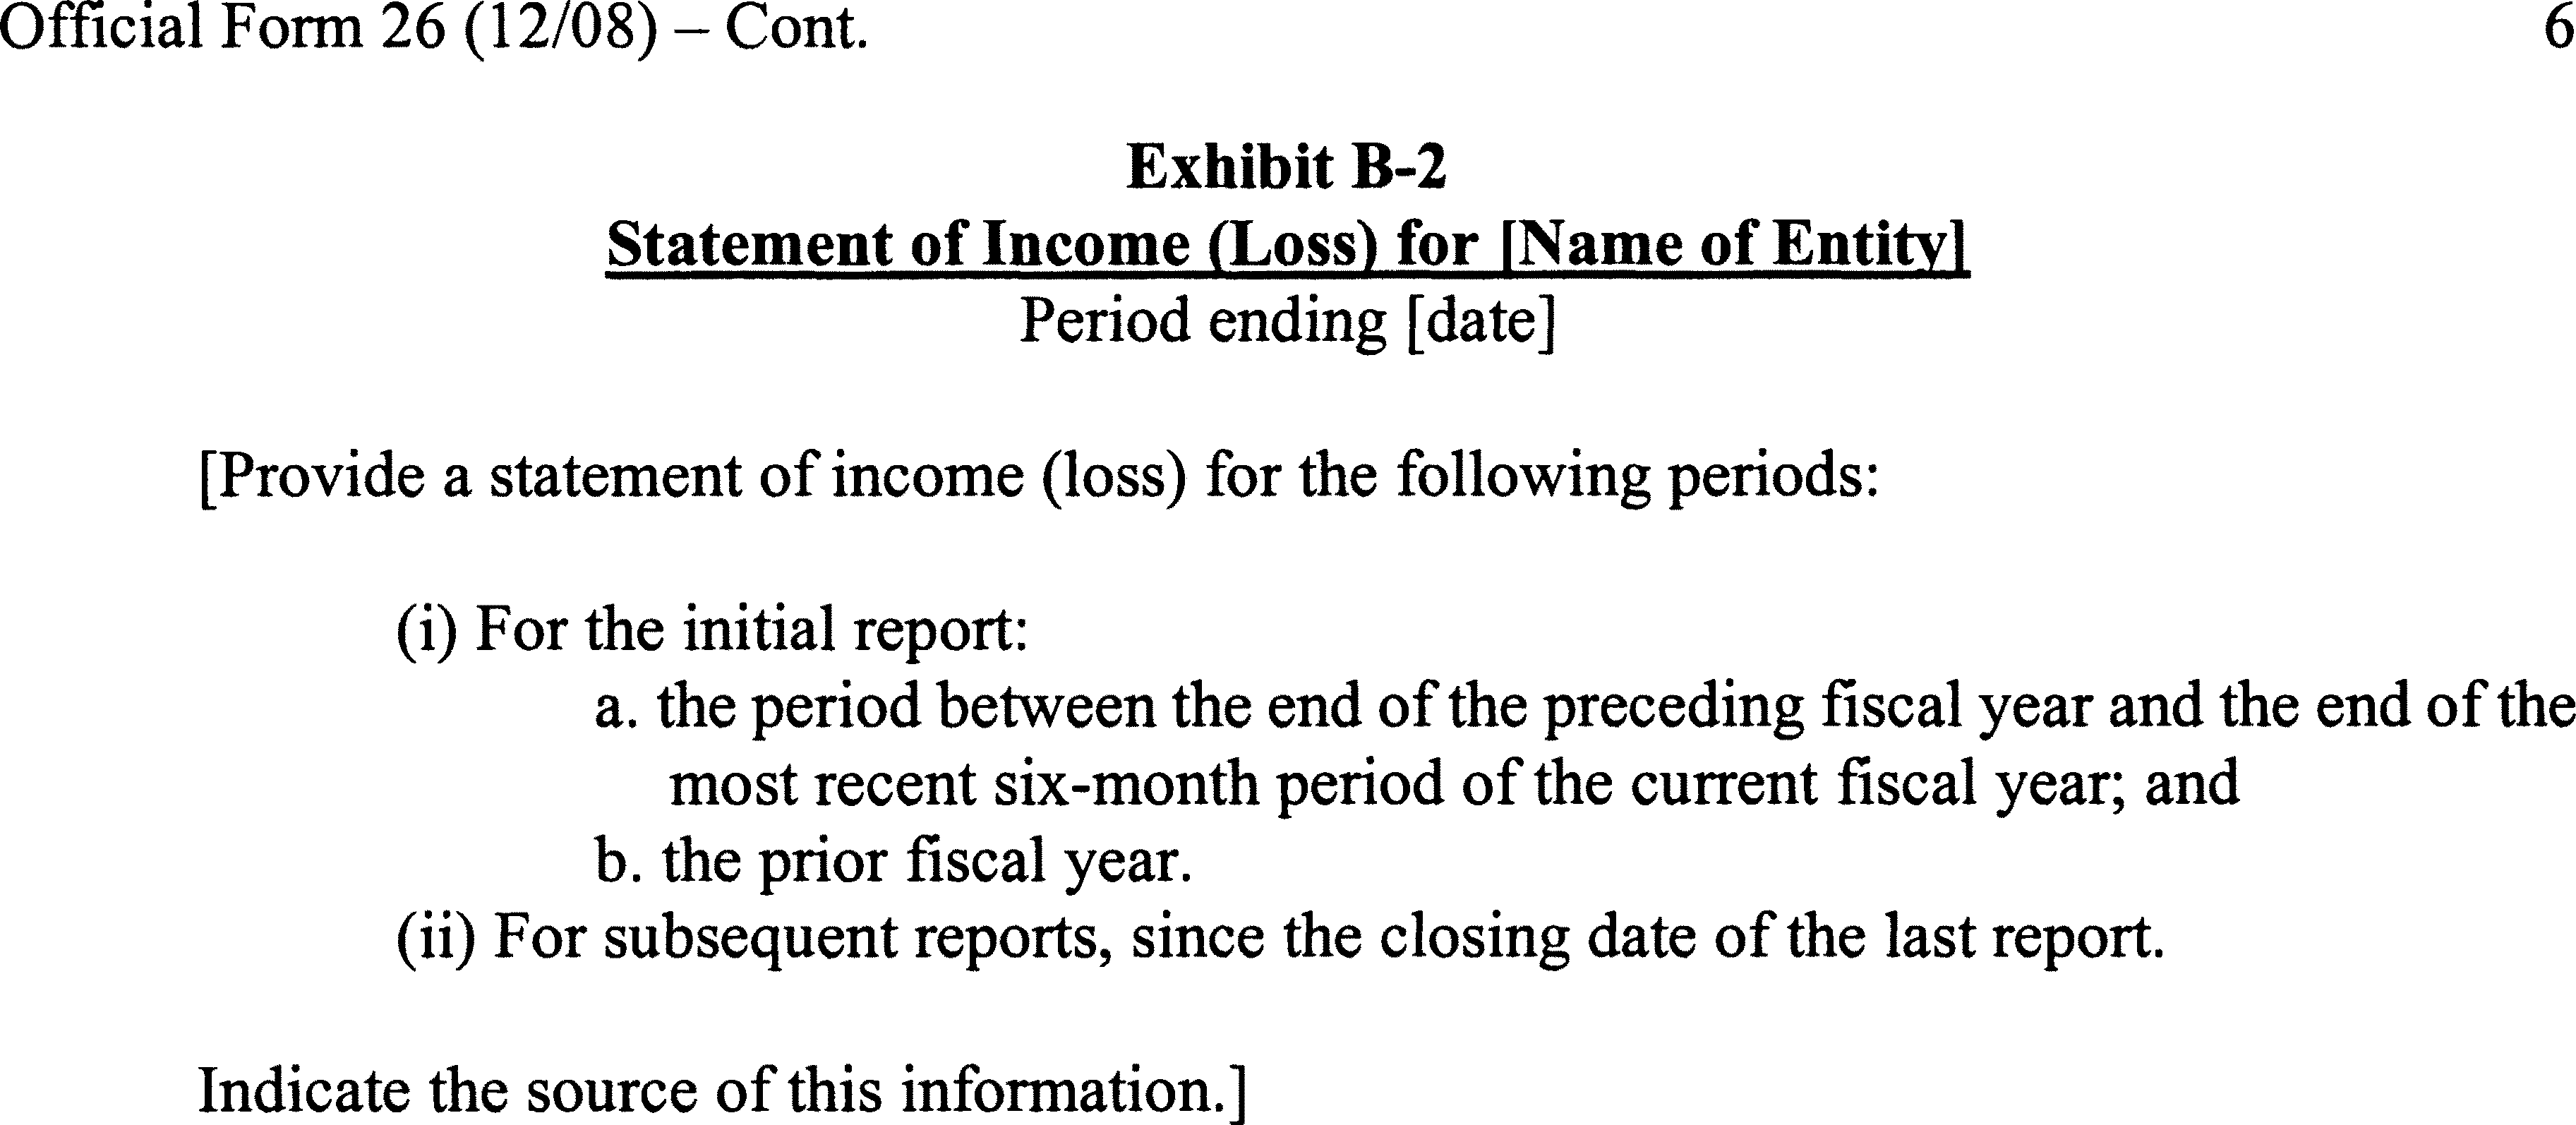 Official Form 26 (12/08) – Cont. 6
Exhibit B-2
Statement of Income (Loss) for [Name of Entity]
Period ending [date]
[Provide a statement of income (loss) for the following periods:
(i) For the initial report:
a. the period between the end of the preceding fiscal year and the end of the
most recent six-month period of the current fiscal year; and
b. the prior fiscal year.
(ii) For subsequent reports, since the closing date of the last report.
Indicate the source of this information.]